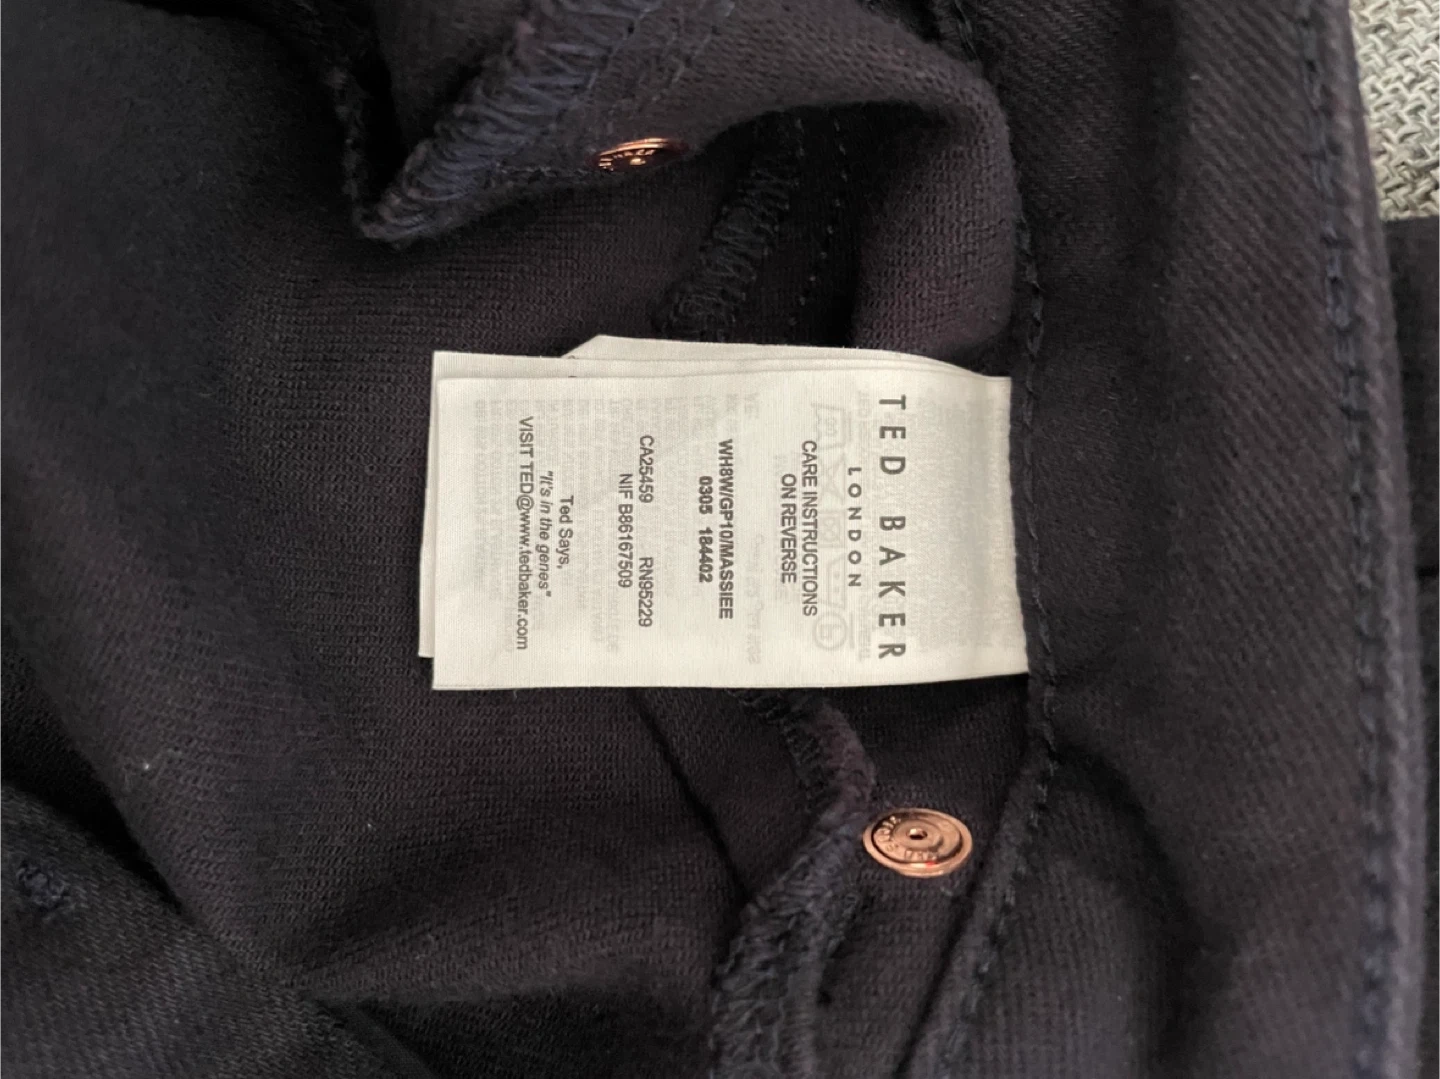 TED BAKER
LONDON
CARE INSTRUCTIONS
ON REVERSE
WH8W/GP10/MASSIEE
0305 184402
CA25459 RN95229
NIF B86167509
Ted Says,
"It's in the genes"
VISIT TED@www.tedbaker.com